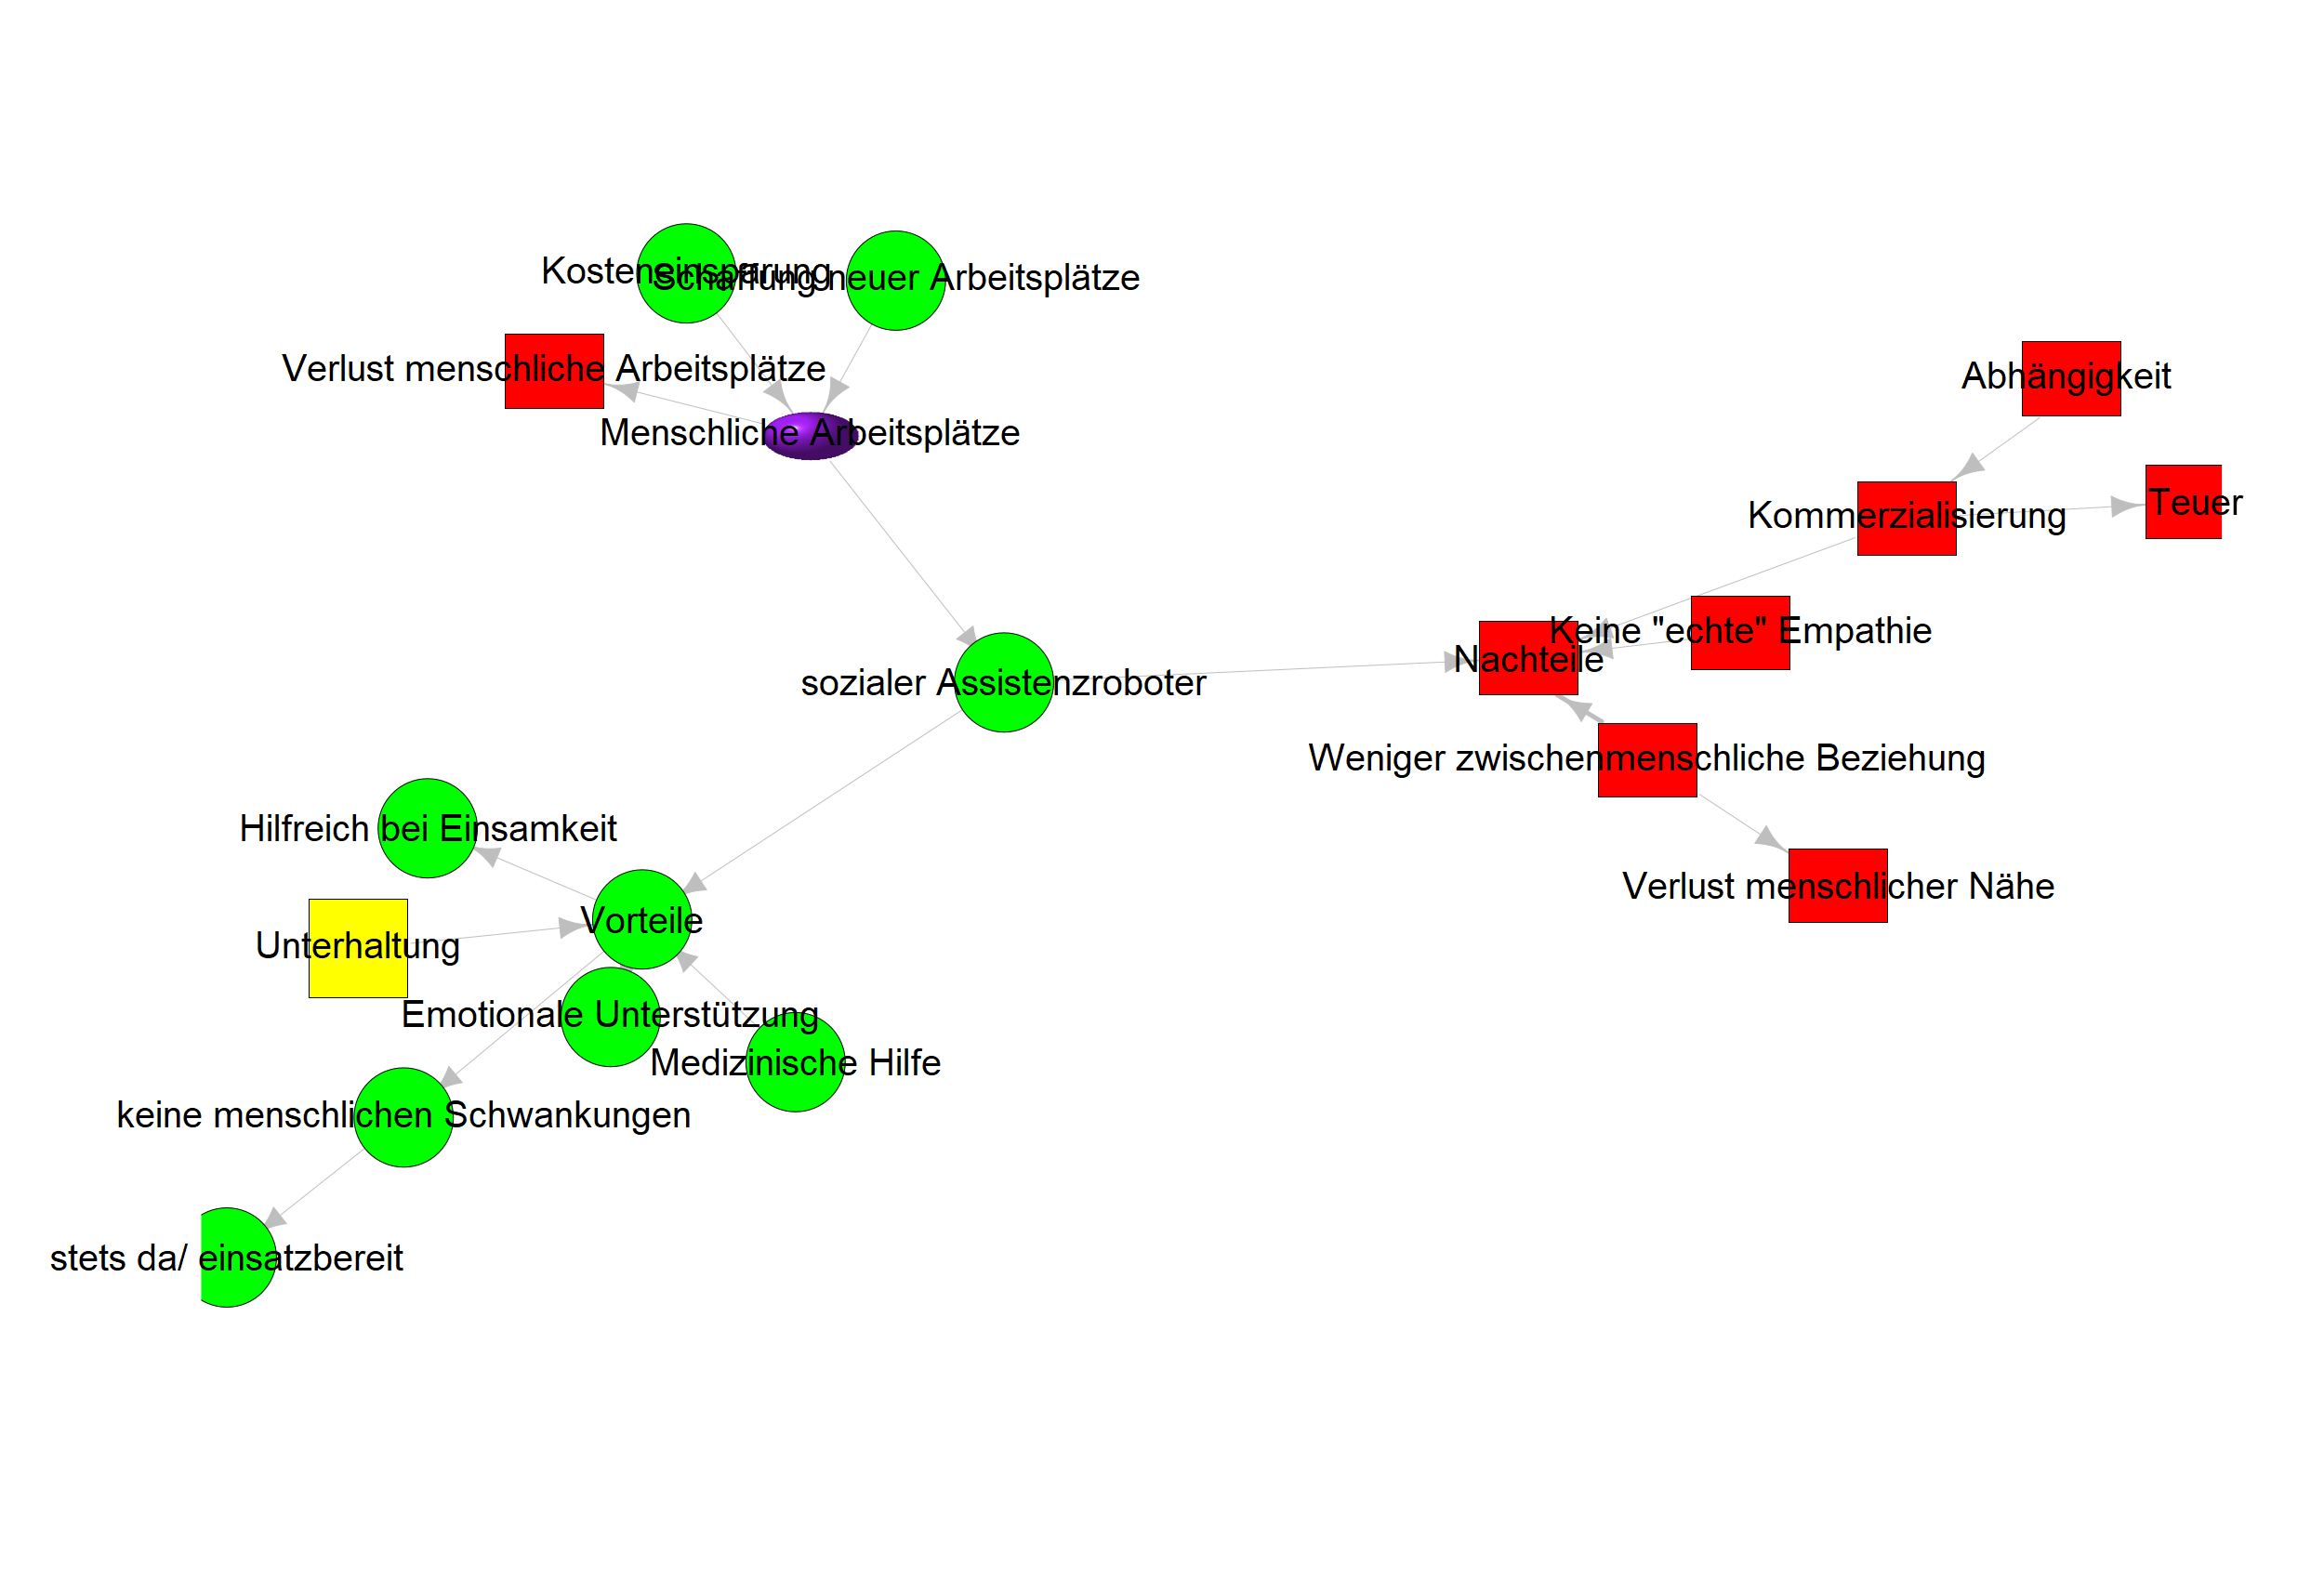 Kosteneinsparung
Schaffung neuer Arbeitsplätze
Verlust menschliche Arbeitsplätze
Abhängigkeit
Menschliche Arbeitsplätze
Teuer
Kommerzialisierung
Keine "echte" Empathie
Nachteile
sozialer Assistenzroboter
Weniger zwischenmenschliche Beziehung
Hilfreich bei Einsamkeit
Verlust menschlicher Nähe
Vorteile
Unterhaltung
Emotionale Unterstützung
Medizinische Hilfe
keine menschlichen Schwankungen
stets da/ einsatzbereit